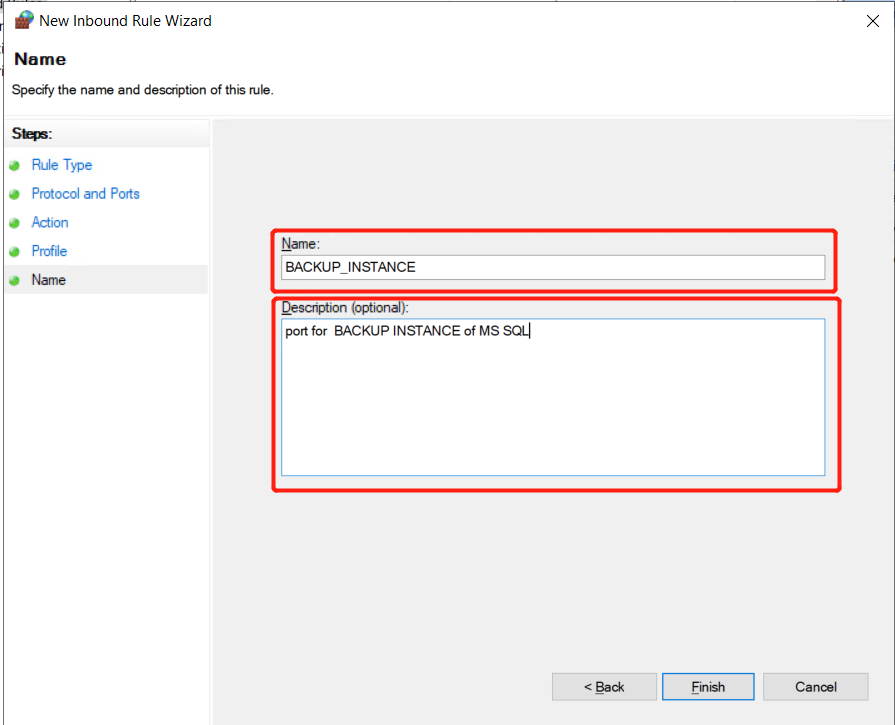 New Inbound Rule Wizard
Name
Specify the name and description of this rule.
Steps:
Rule Type
Protocol and Ports
Action
Profile
Name
Name:
BACKUP_INSTANCE
Description (optional):
port for  BACKUP INSTANCE of MS SQL
< Back
Finish
Cancel